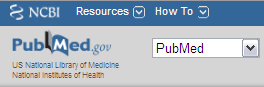 NCBI Resources How To
PubMed.gov PubMed
US National Library of Medicine
National Institutes of Health